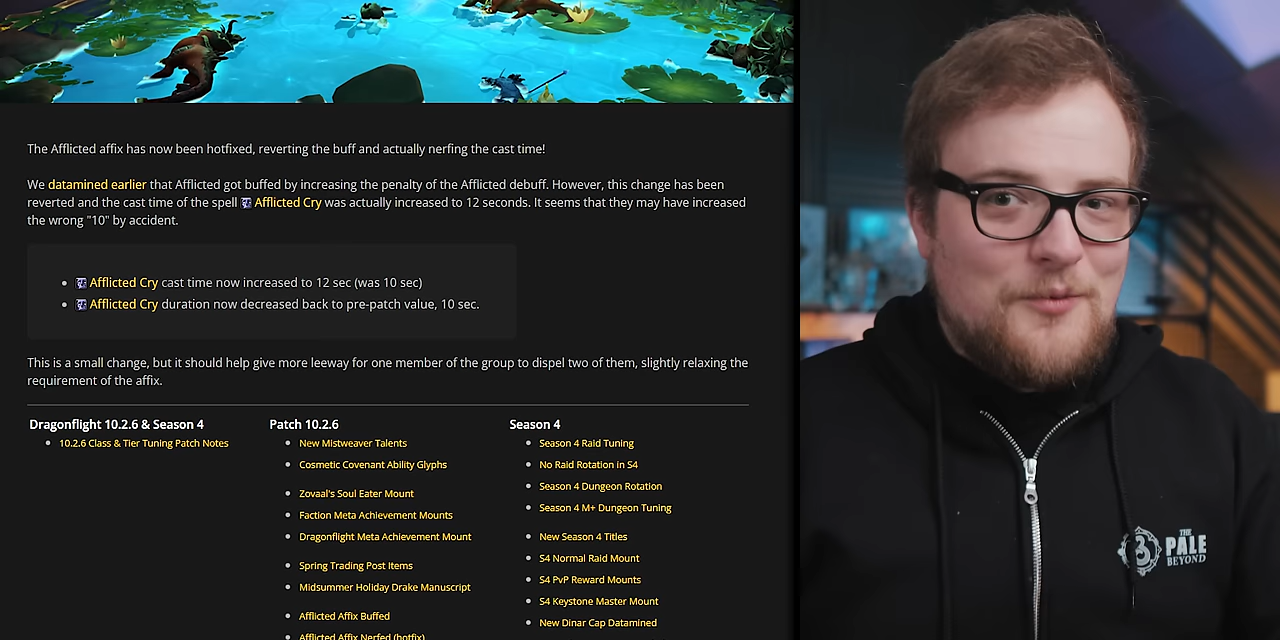 The Afflicted affix has now been hotfixed, reverting the buff and actually nerfing the cast time!
We datamined earlier that Afflicted got buffed by increasing the penalty of the Afflicted debuff. However, this change has been
reverted and the cast time of the spell Afflicted Cry was actually increased to 12 seconds. It seems that they may have increased
the wrong "10" by accident.
Afflicted Cry cast time now increased to 12 sec (was 10 sec)
Afflicted Cry duration now decreased back to pre-patch value, 10 sec.
This is a small change, but it should help give more leeway for one member of the group to dispel two of them, slightly relaxing the
requirement of the affix.
Dragonflight 10.2.6 & Season 4
10.2.6 Class & Tier Tuning Patch Notes
Patch 10.2.6
New Mistweaver Talents
Cosmetic Covenant Ability Glyphs
Zovaal's Soul Eater Mount
Faction Meta Achievement Mounts
Dragonflight Meta Achievement Mount
Spring Trading Post Items
Midsummer Holiday Drake Manuscript
Afflicted Affix Buffed
Afflicted Affix Nerfed (hotfix)
Season 4
Season 4 Raid Tuning
No Raid Rotation in S4
Season 4 Dungeon Rotation
Season 4 M+ Dungeon Tuning
New Season 4 Titles
S4 Normal Raid Mount
S4 PvP Reward Mounts
S4 Keystone Master Mount
New Dinar Cap Datamined
THE
PALE
BEYOND